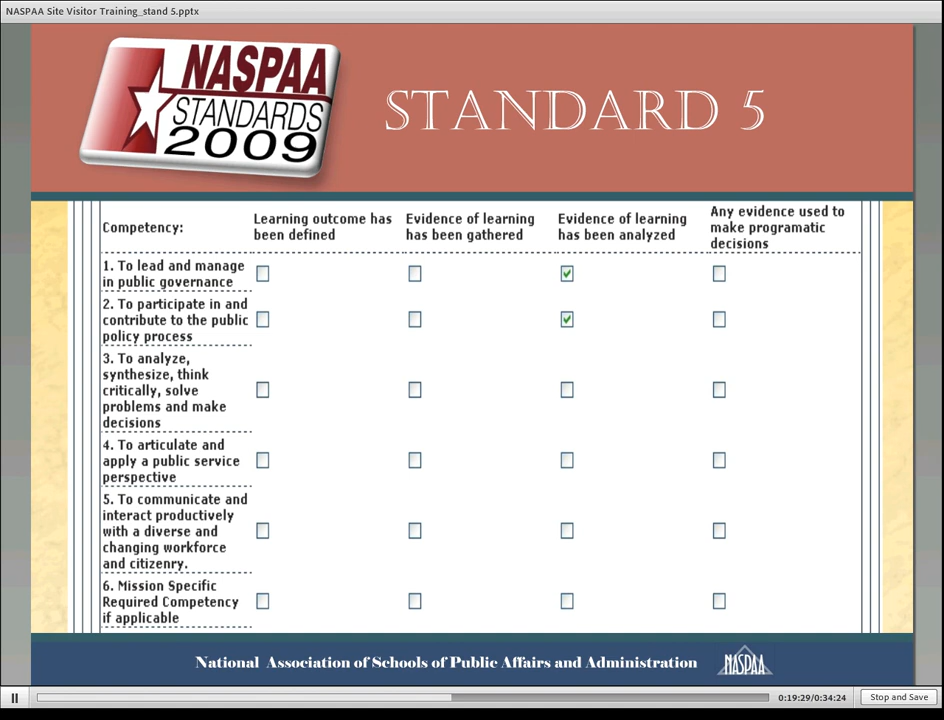 NASPAA Site Visitor Training_stand 5.pptx
NASPAA
STANDARDS
2009
STANDARD 5
Competency:
Learning outcome has
been defined
Evidence of learning
has been gathered
Evidence of learning
has been analyzed
Any evidence used to
make programatic
decisions
1. To lead and manage
in public governance
2. To participate in and
contribute to the public
policy process
3. To analyze,
synthesize, think
critically, solve
problems and make
decisions
4. To articulate and
apply a public service
perspective
5. To communicate and
interact productively
with a diverse and
changing workforce
and citizenry.
6. Mission Specific
Required Competency
if applicable
National Association of Schools of Public Affairs and Administration
NASPAA
0:19:29/0:34:24
Stop and Save